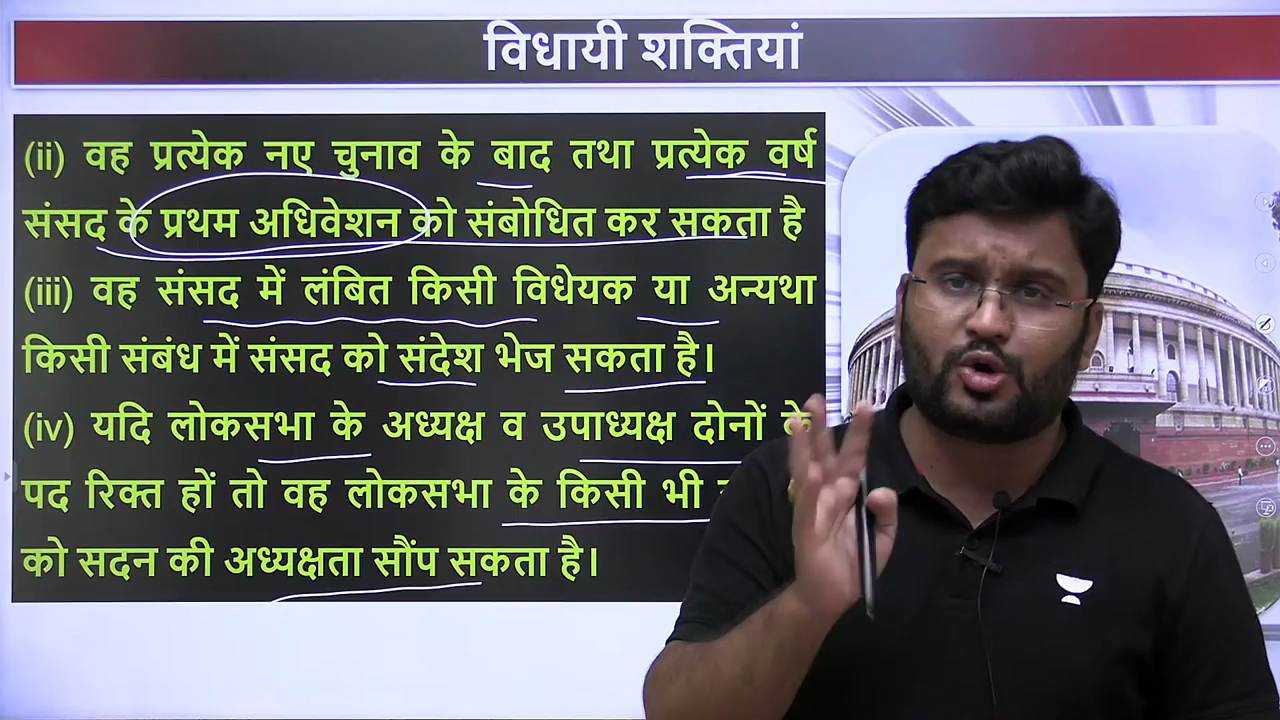 विधायी शक्तियां
(ii) वह प्रत्येक नए चुनाव के बाद तथा प्रत्येक वर्ष
संसद के प्रथम अधिवेशन को संबोधित कर सकता है
(iii) वह संसद में लंबित किसी विधेयक या अन्यथा
किसी संबंध में संसद को संदेश भेज सकता है।
(iv) यदि लोकसभा के अध्यक्ष व उपाध्यक्ष दोनों के
पद रिक्त हों तो वह लोकसभा के किसी भी
को सदन की अध्यक्षता सौंप सकता है।